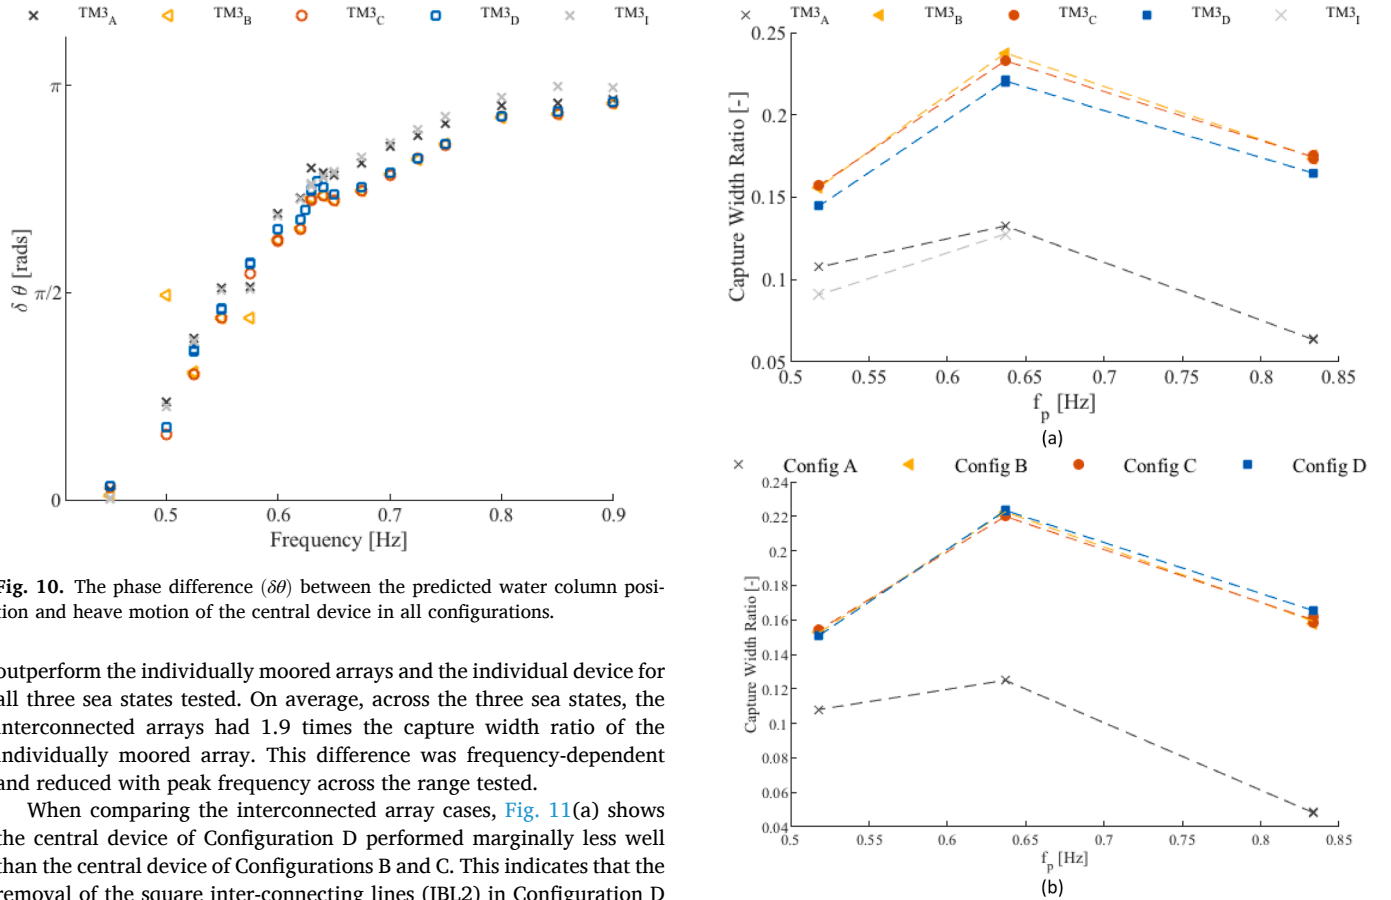 TM3A TM3B TM3C TM3D TM3I
π
π/2
0
δ θ [rads]
0.5 0.6 0.7 0.8 0.9
Frequency [Hz]
Fig. 10. The phase difference (δθ) between the predicted water column posi-
tion and heave motion of the central device in all configurations.
outperform the individually moored arrays and the individual device for
all three sea states tested. On average, across the three sea states, the
interconnected arrays had 1.9 times the capture width ratio of the
individually moored array. This difference was frequency-dependent
and reduced with peak frequency across the range tested.
When comparing the interconnected array cases, Fig. 11(a) shows
the central device of Configuration D performed marginally less well
than the central device of Configurations B and C. This indicates that the
removal of the square inter-connecting lines (IBL2) in Configuration D
TM3A TM3B TM3C TM3D TM3I
0.25
0.2
0.15
0.1
0.05
Capture Width Ratio [-]
0.5 0.55 0.6 0.65 0.7 0.75 0.8 0.85
fp [Hz]
(a)
Config A Config B Config C Config D
0.24
0.22
0.2
0.18
0.16
0.14
0.12
0.1
0.08
0.06
0.04
Capture Width Ratio [-]
0.5 0.55 0.6 0.65 0.7 0.75 0.8 0.85
fp [Hz]
(b)